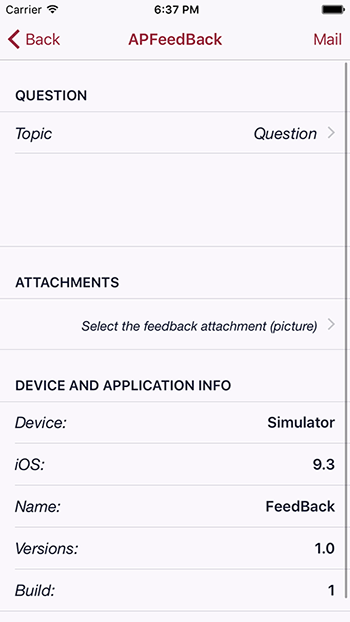 Carrier 6:37 PM
Back APFeedBack Mail
QUESTION
Topic Question
ATTACHMENTS
Select the feedback attachment (picture)
DEVICE AND APPLICATION INFO
Device: Simulator
iOS: 9.3
Name: FeedBack
Versions: 1.0
Build: 1